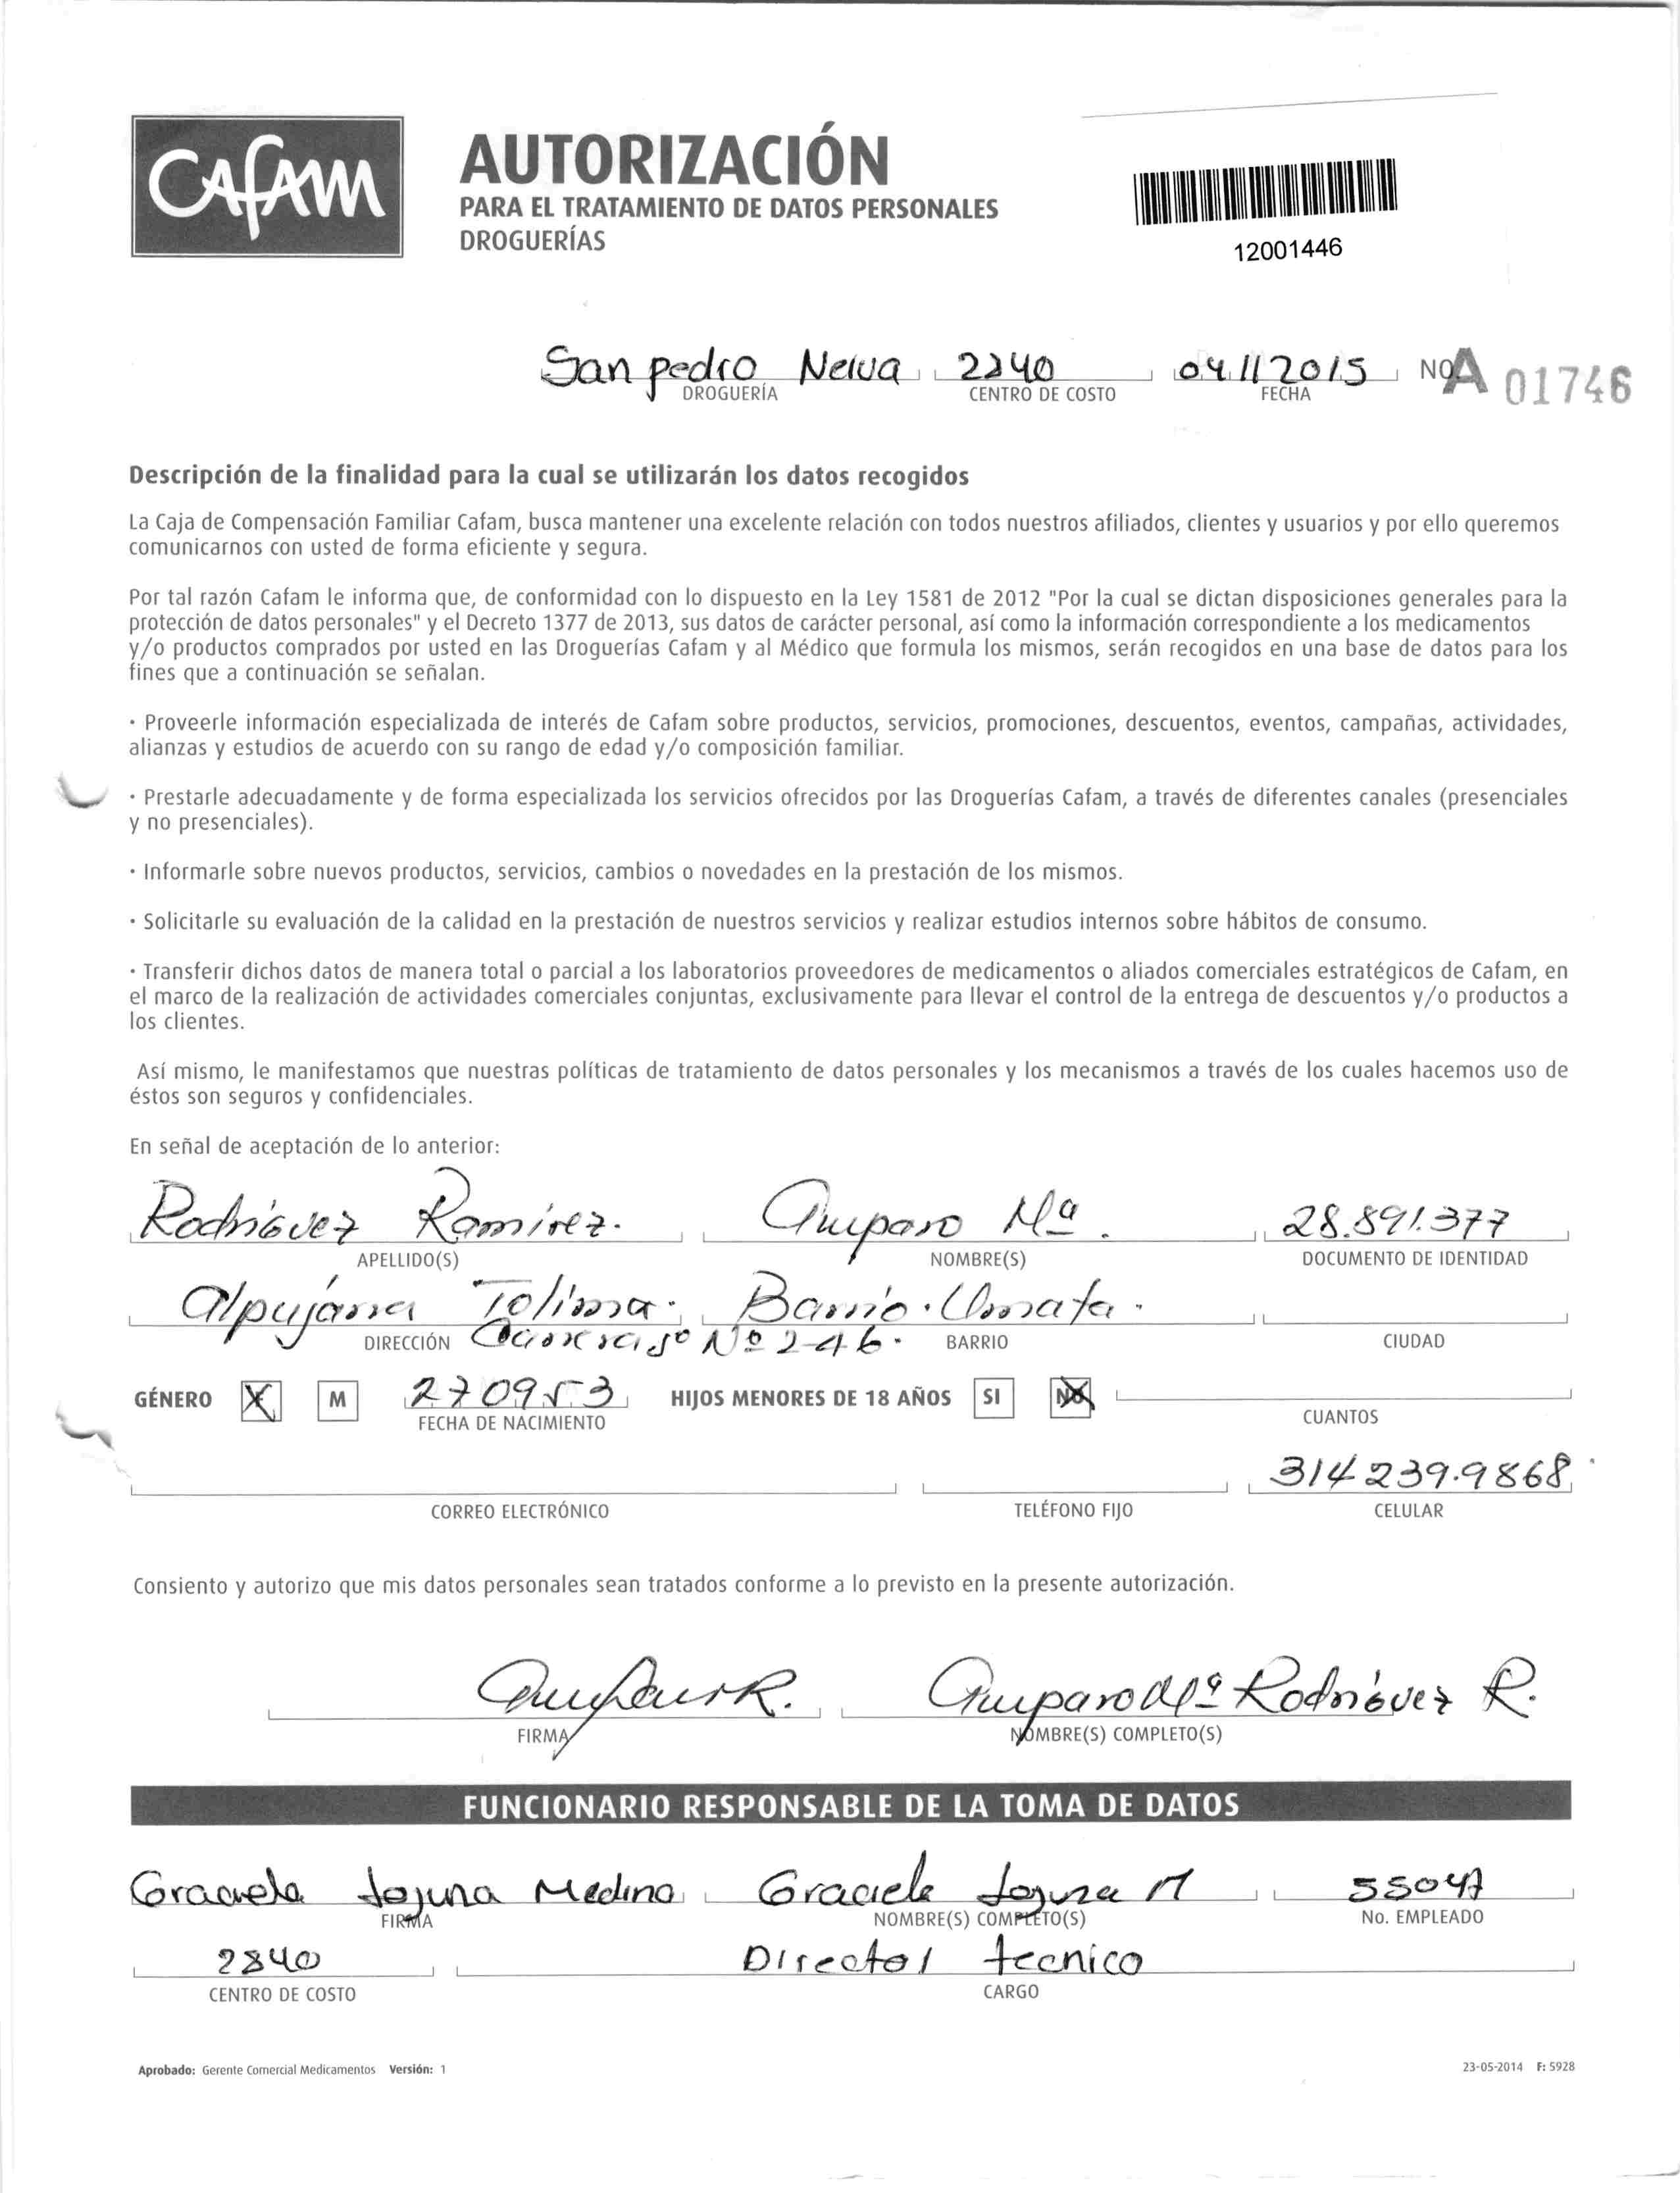 CAFAM
AUTORIZACIÓN
PARA EL TRATAMIENTO DE DATOS PERSONALES
DROGUERÍAS
12001446
San pedro Neiva 2240 04 11 2015 NO. A 01746
DROGUERÍA CENTRO DE COSTO FECHA
Descripción de la finalidad para la cual se utilizarán los datos recogidos
La Caja de Compensación Familiar Cafam, busca mantener una excelente relación con todos nuestros afiliados, clientes y usuarios y por ello queremos
comunicarnos con usted de forma eficiente y segura.
Por tal razón Cafam le informa que, de conformidad con lo dispuesto en la Ley 1581 de 2012 "Por la cual se dictan disposiciones generales para la
protección de datos personales" y el Decreto 1377 de 2013, sus datos de carácter personal, así como la información correspondiente a los medicamentos
y/o productos comprados por usted en las Droguerías Cafam y al Médico que formula los mismos, serán recogidos en una base de datos para los
fines que a continuación se señalan.
· Proveerle información especializada de interés de Cafam sobre productos, servicios, promociones, descuentos, eventos, campañas, actividades,
alianzas y estudios de acuerdo con su rango de edad y/o composición familiar.
· Prestarle adecuadamente y de forma especializada los servicios ofrecidos por las Droguerías Cafam, a través de diferentes canales (presenciales
y no presenciales).
· Informarle sobre nuevos productos, servicios, cambios o novedades en la prestación de los mismos.
· Solicitarle su evaluación de la calidad en la prestación de nuestros servicios y realizar estudios internos sobre hábitos de consumo.
· Transferir dichos datos de manera total o parcial a los laboratorios proveedores de medicamentos o aliados comerciales estratégicos de Cafam, en
el marco de la realización de actividades comerciales conjuntas, exclusivamente para llevar el control de la entrega de descuentos y/o productos a
los clientes.
Así mismo, le manifestamos que nuestras políticas de tratamiento de datos personales y los mecanismos a través de los cuales hacemos uso de
éstos son seguros y confidenciales.
En señal de aceptación de lo anterior:
Rodríguez Ramírez. Amparo Mª. 28.891.377
APELLIDO(S) NOMBRE(S) DOCUMENTO DE IDENTIDAD
Alpujarra Tolima. Barrio.
DIRECCIÓN Nº 2-46. BARRIO CIUDAD
GÉNERO X M 270953 HIJOS MENORES DE 18 AÑOS SI NO
FECHA DE NACIMIENTO CUANTOS
314 239.9868
CORREO ELECTRÓNICO TELÉFONO FIJO CELULAR
Consiento y autorizo que mis datos personales sean tratados conforme a lo previsto en la presente autorización.
Amparo R. Amparo Mª Rodríguez R.
FIRMA NOMBRE(S) COMPLETO(S)
FUNCIONARIO RESPONSABLE DE LA TOMA DE DATOS
Graciela Medina Graciela M
FIRMA NOMBRE(S) COMPLETO(S) No. EMPLEADO
2240 Director tecnico
CENTRO DE COSTO CARGO
Aprobado: Gerente Comercial Medicamentos Versión: 1 23-05-2014 F: 5928